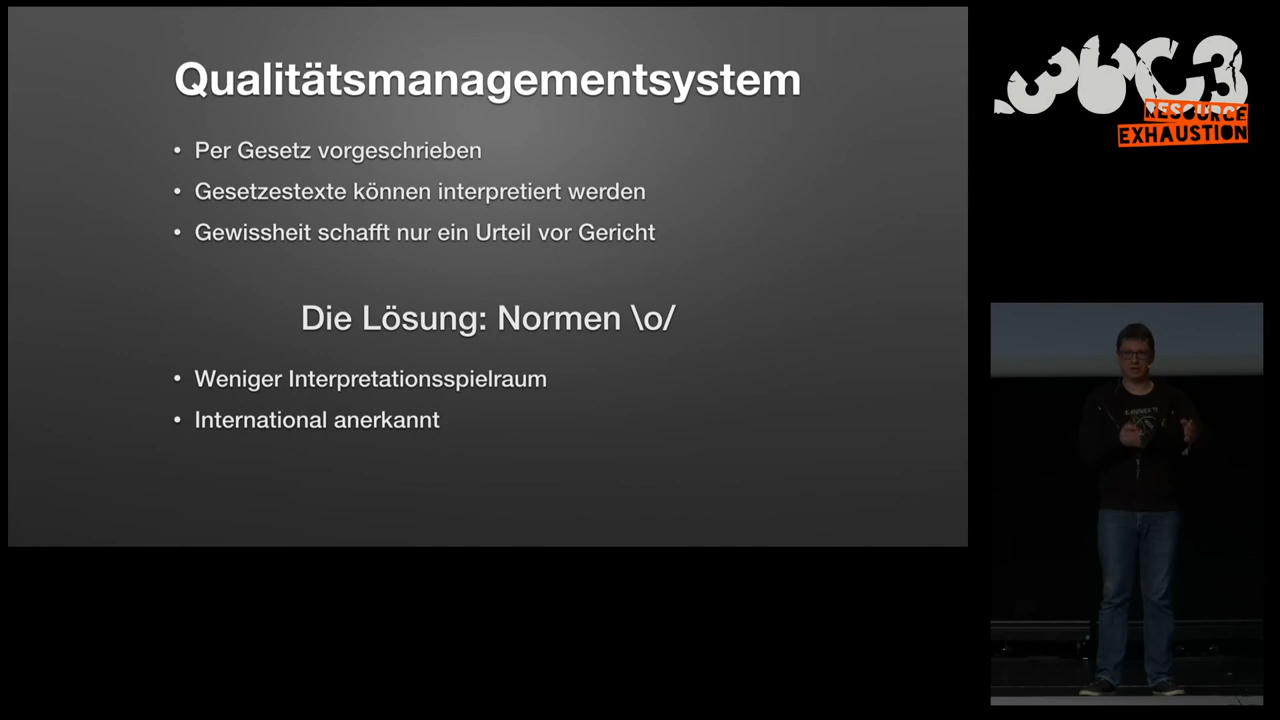 Qualitätsmanagementsystem
• Per Gesetz vorgeschrieben
• Gesetzestexte können interpretiert werden
• Gewissheit schafft nur ein Urteil vor Gericht
Die Lösung: Normen \o/
• Weniger Interpretationsspielraum
• International anerkannt
36C3
RESOURCE
EXHAUSTION